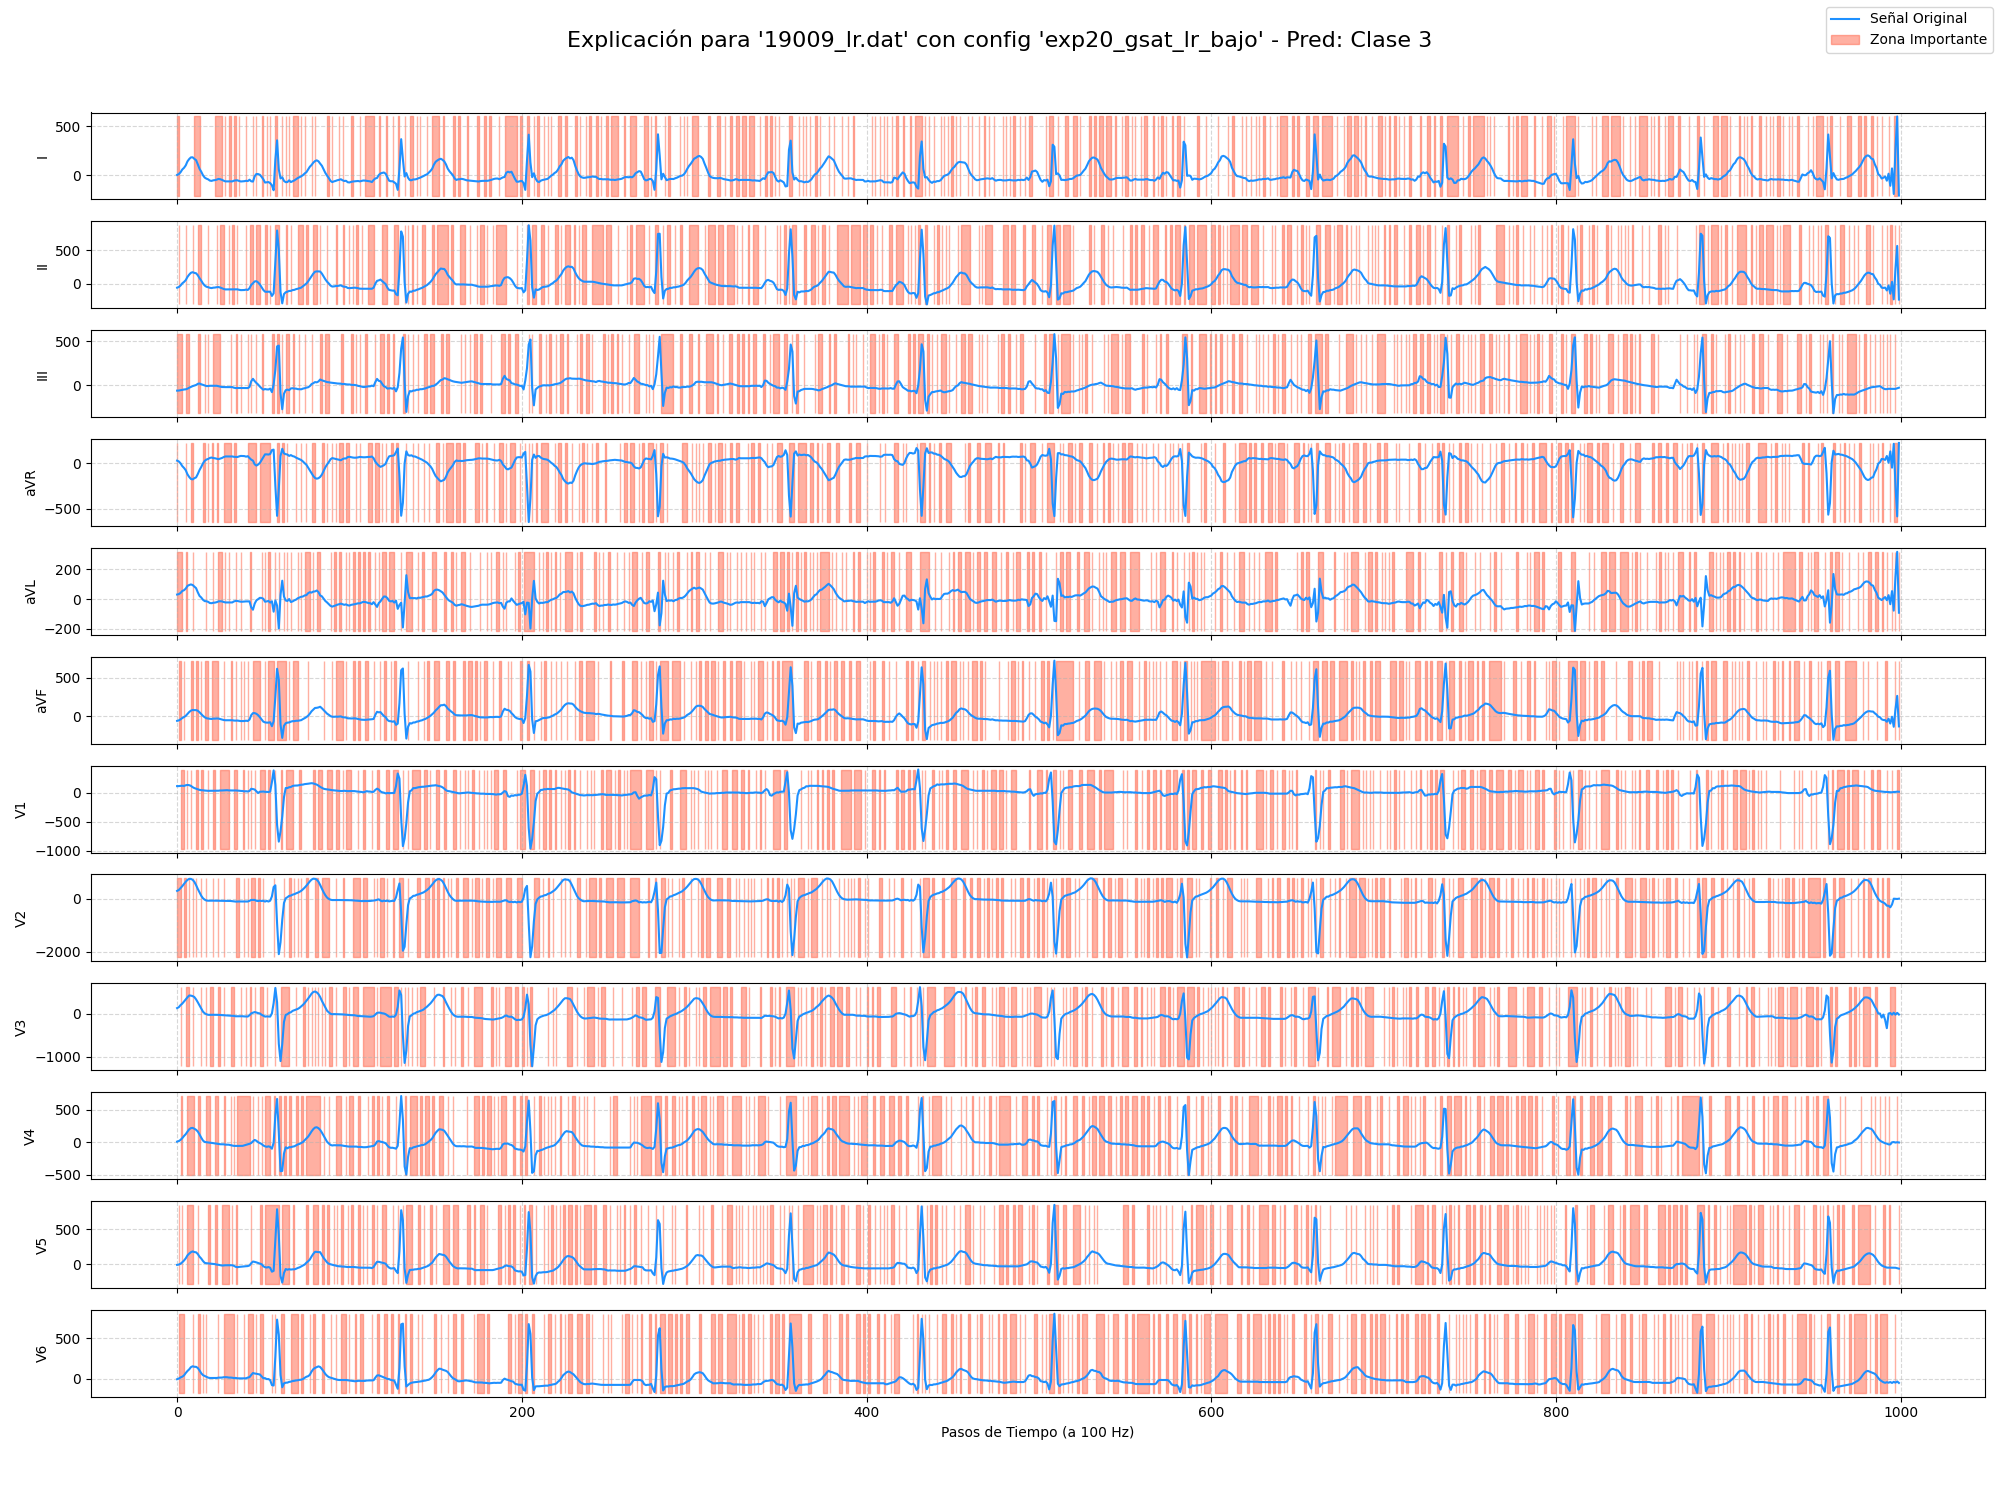 Señal Original
Zona Importante
Explicación para '19009_lr.dat' con config 'exp20_gsat_lr_bajo' - Pred: Clase 3
500
0
I
500
0
II
500
0
III
0
−500
aVR
200
0
−200
aVL
500
0
aVF
0
−500
−1000
V1
0
−2000
V2
0
−1000
V3
500
0
−500
V4
500
0
V5
500
0
V6
0 200 400 600 800 1000
Pasos de Tiempo (a 100 Hz)